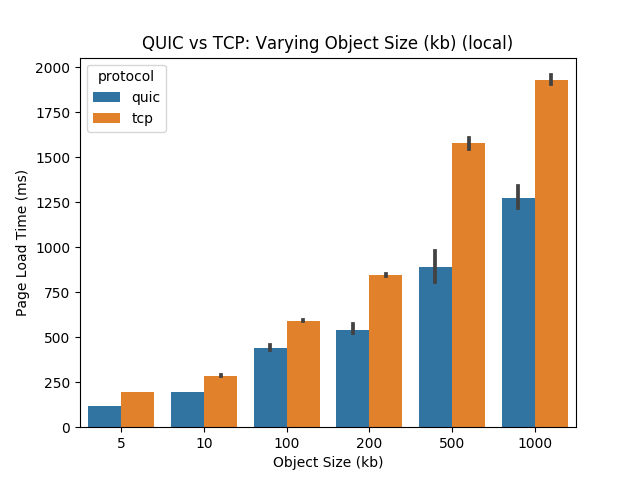 QUIC vs TCP: Varying Object Size (kb) (local)
protocol
quic
tcp
Page Load Time (ms)
2000
1750
1500
1250
1000
750
500
250
0
5 10 100 200 500 1000
Object Size (kb)